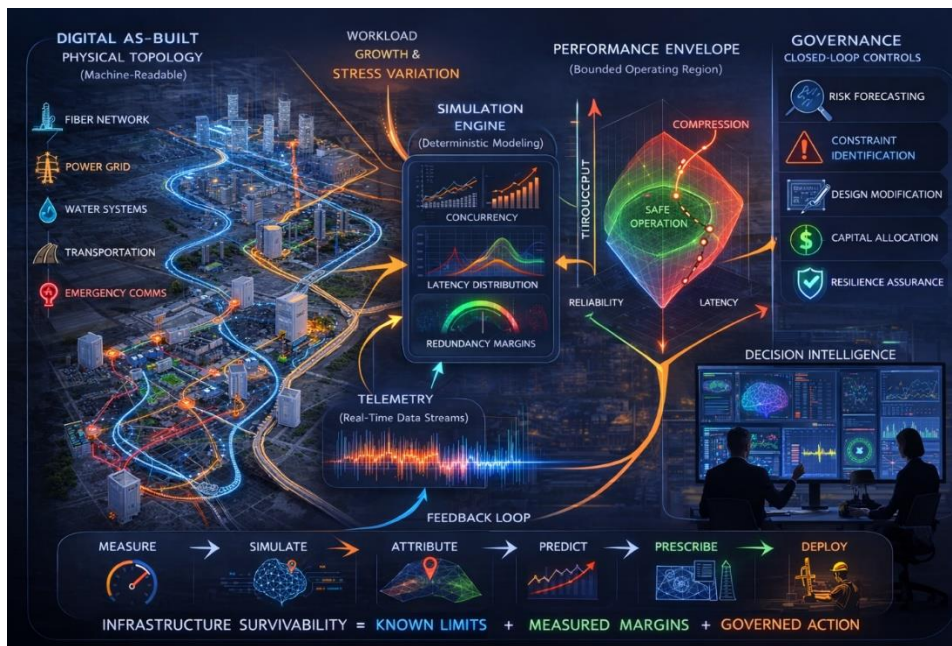 DIGITAL AS-BUILT
PHYSICAL TOPOLOGY
(Machine-Readable)
FIBER NETWORK
POWER GRID
WATER SYSTEMS
TRANSPORTATION
EMERGENCY COMMS
WORKLOAD
GROWTH &
STRESS VARIATION
SIMULATION
ENGINE
(Deterministic Modeling)
CONCURRENCY
LATENCY DISTRIBUTION
REDUNDANCY MARGINS
TELEMETRY
(Real-Time Data Streams)
PERFORMANCE ENVELOPE
(Bounded Operating Region)
COMPRESSION
SAFE
OPERATION
TIIROUCCPUT
RELIABILITY
LATENCY
GOVERNANCE
CLOSED-LOOP CONTROLS
RISK FORECASTING
CONSTRAINT
IDENTIFICATION
DESIGN MODIFICATION
CAPITAL ALLOCATION
RESILIENCE ASSURANCE
DECISION INTELLIGENCE
FEEDBACK LOOP
MEASURE
SIMULATE
ATTRIBUTE
PREDICT
PRESCRIBE
DEPLOY
INFRASTRUCTURE SURVIVABILITY = KNOWN LIMITS + MEASURED MARGINS + GOVERNED ACTION